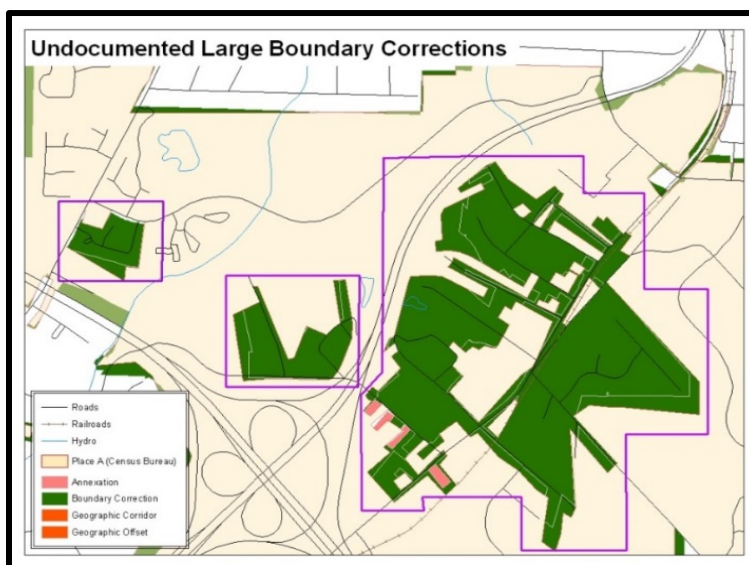 Undocumented Large Boundary Corrections
Roads
Railroads
Hydro
Place A (Census Bureau)
Annexation
Boundary Correction
Geographic Corridor
Geographic Offset